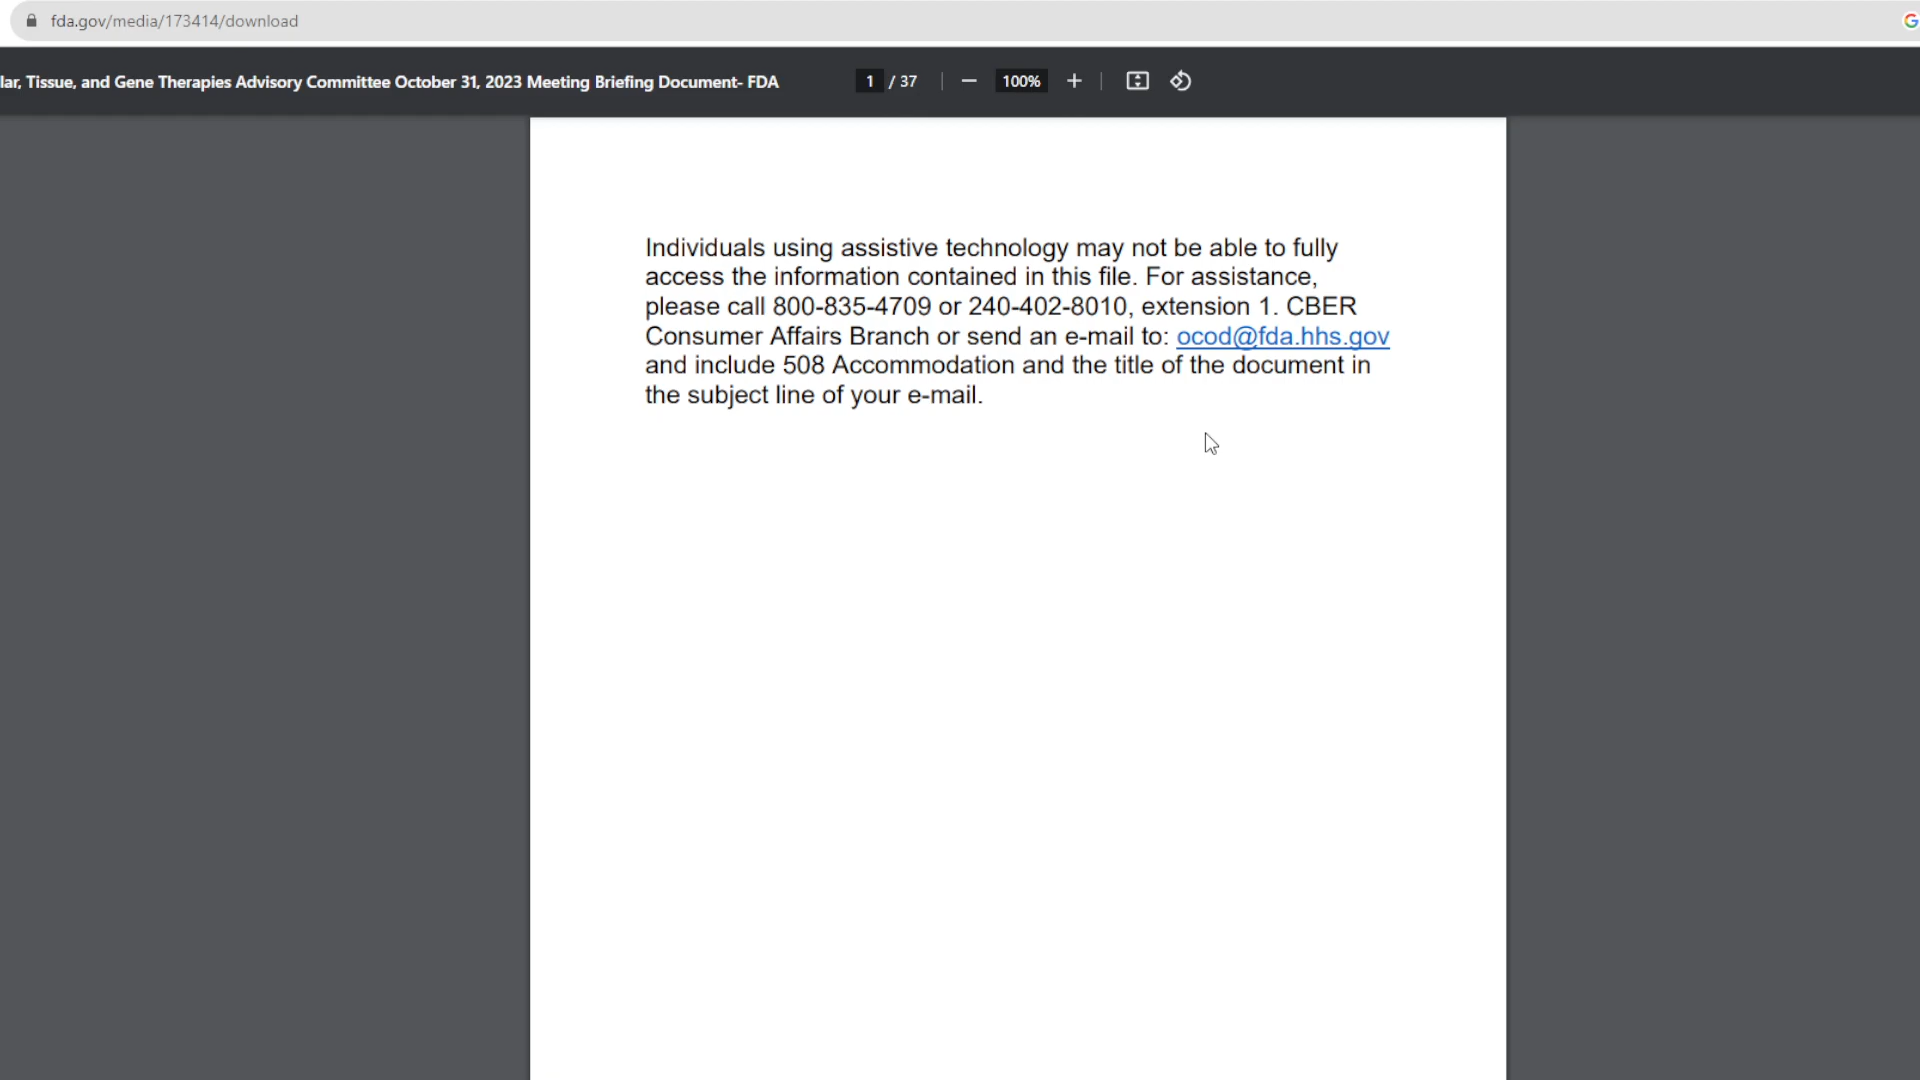 fda.gov/media/173414/download
G
lar, Tissue, and Gene Therapies Advisory Committee October 31, 2023 Meeting Briefing Document- FDA
1 / 37
100%
Individuals using assistive technology may not be able to fully
access the information contained in this file. For assistance,
please call 800-835-4709 or 240-402-8010, extension 1. CBER
Consumer Affairs Branch or send an e-mail to: ocod@fda.hhs.gov
and include 508 Accommodation and the title of the document in
the subject line of your e-mail.